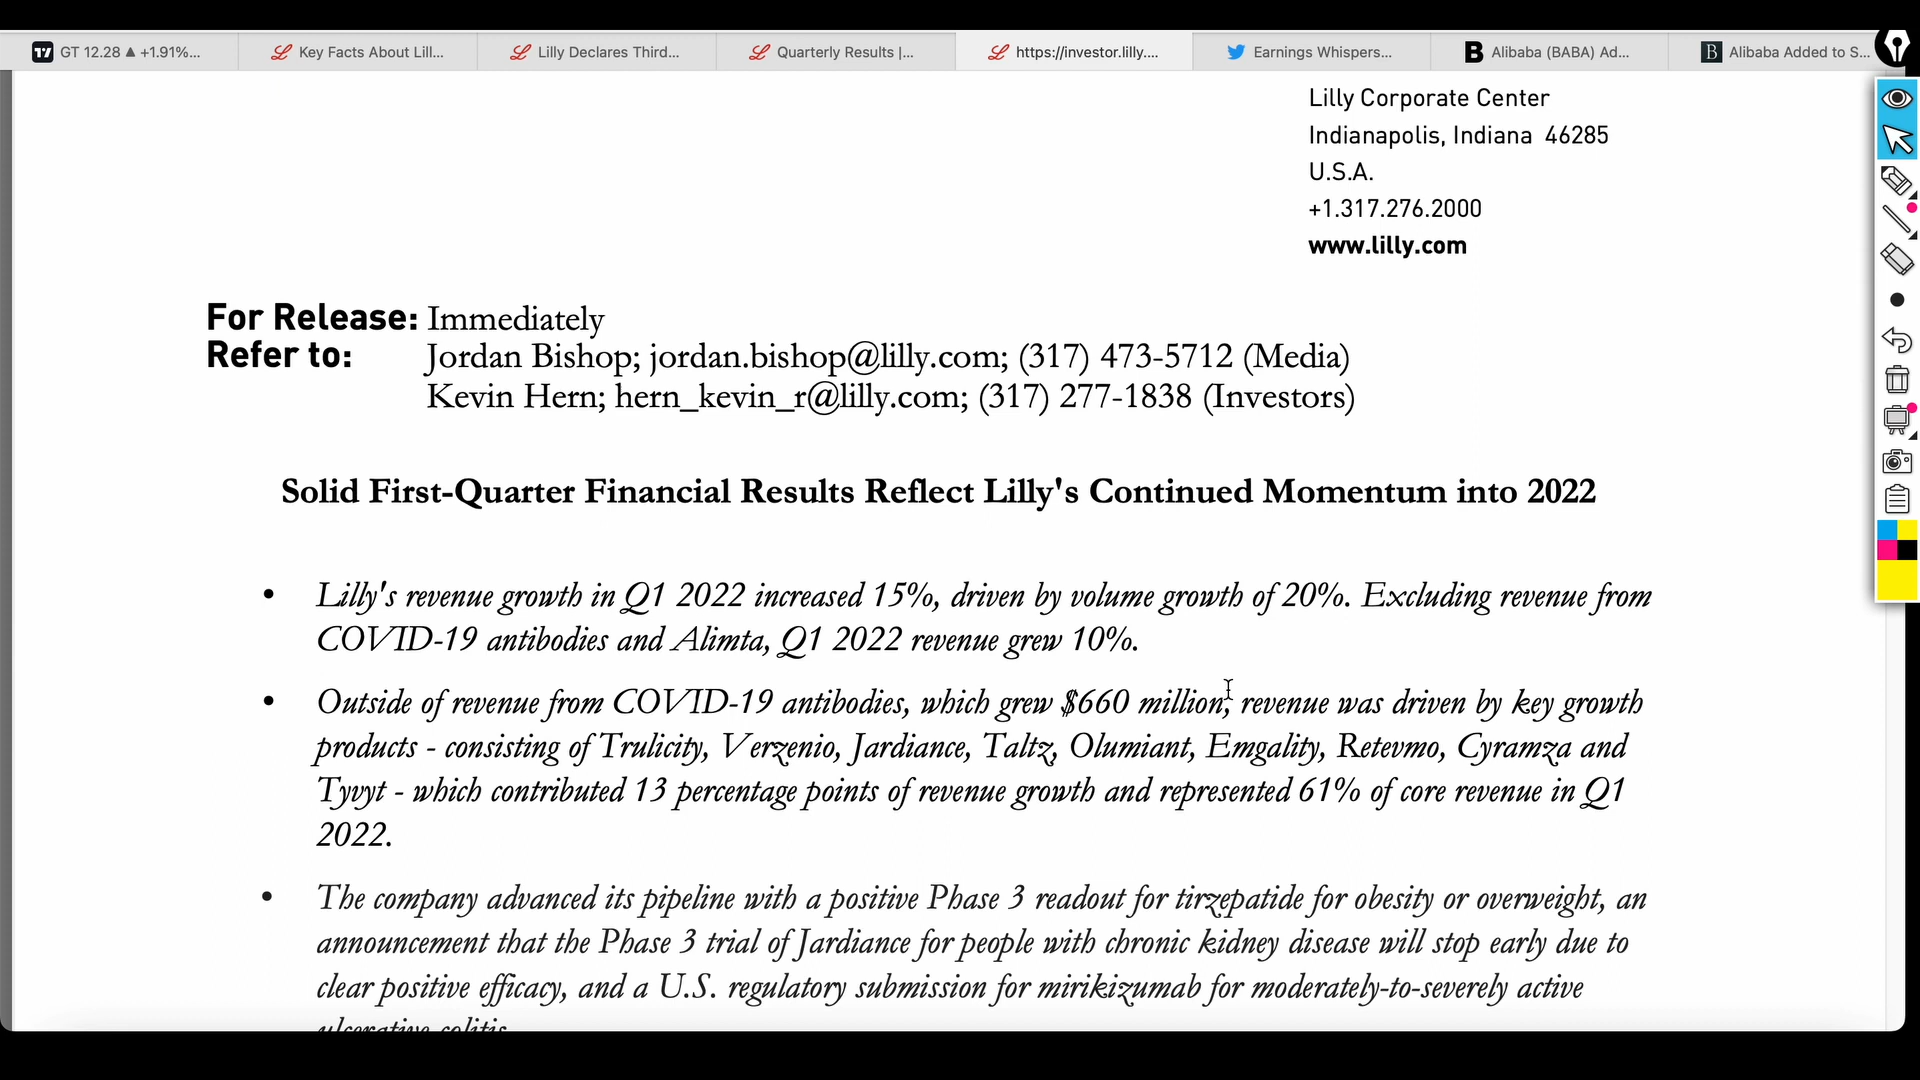 GT 12.28 ▲ +1.91%...
Key Facts About Lill...
Lilly Declares Third...
Quarterly Results |...
https://investor.lilly....
Earnings Whispers...
B Alibaba (BABA) Ad...
B Alibaba Added to S...
Lilly Corporate Center
Indianapolis, Indiana 46285
U.S.A.
+1.317.276.2000
www.lilly.com
For Release: Immediately
Refer to: Jordan Bishop; jordan.bishop@lilly.com; (317) 473-5712 (Media)
Kevin Hern; hern_kevin_r@lilly.com; (317) 277-1838 (Investors)
Solid First-Quarter Financial Results Reflect Lilly's Continued Momentum into 2022
• Lilly's revenue growth in Q1 2022 increased 15%, driven by volume growth of 20%. Excluding revenue from
COVID-19 antibodies and Alimta, Q1 2022 revenue grew 10%.
• Outside of revenue from COVID-19 antibodies, which grew $660 million, revenue was driven by key growth
products - consisting of Trulicity, Verzenio, Jardiance, Taltz, Olumiant, Emgality, Retevmo, Cyramza and
Tyvyt - which contributed 13 percentage points of revenue growth and represented 61% of core revenue in Q1
2022.
• The company advanced its pipeline with a positive Phase 3 readout for tirzepatide for obesity or overweight, an
announcement that the Phase 3 trial of Jardiance for people with chronic kidney disease will stop early due to
clear positive efficacy, and a U.S. regulatory submission for mirikizumab for moderately-to-severely active
ulcerative colitis.